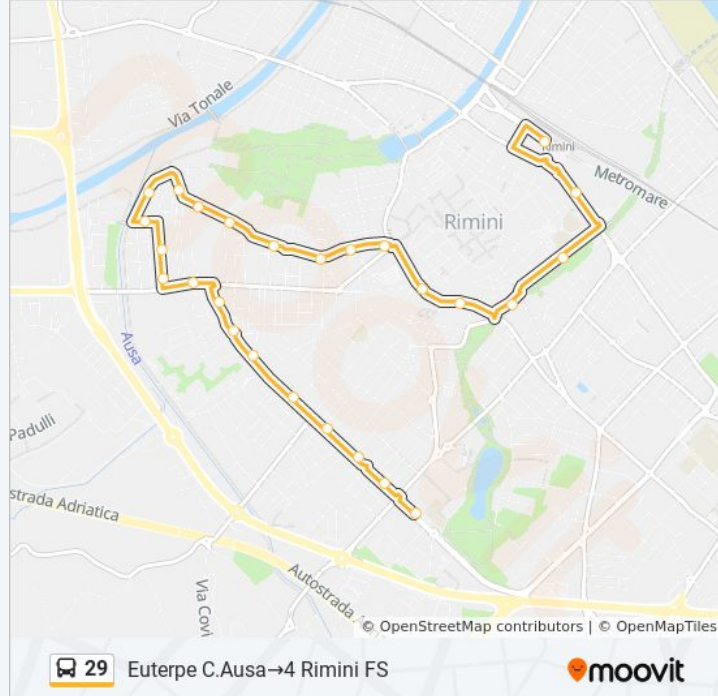 Via Tonale
Rimini
Metromare
Rimini
Ausa
Padulli
strada Adriatica
Autostrada A
Via Covi
© OpenStreetMap contributors | © OpenMapTiles
29 Euterpe C.Ausa→4 Rimini FS
moovit